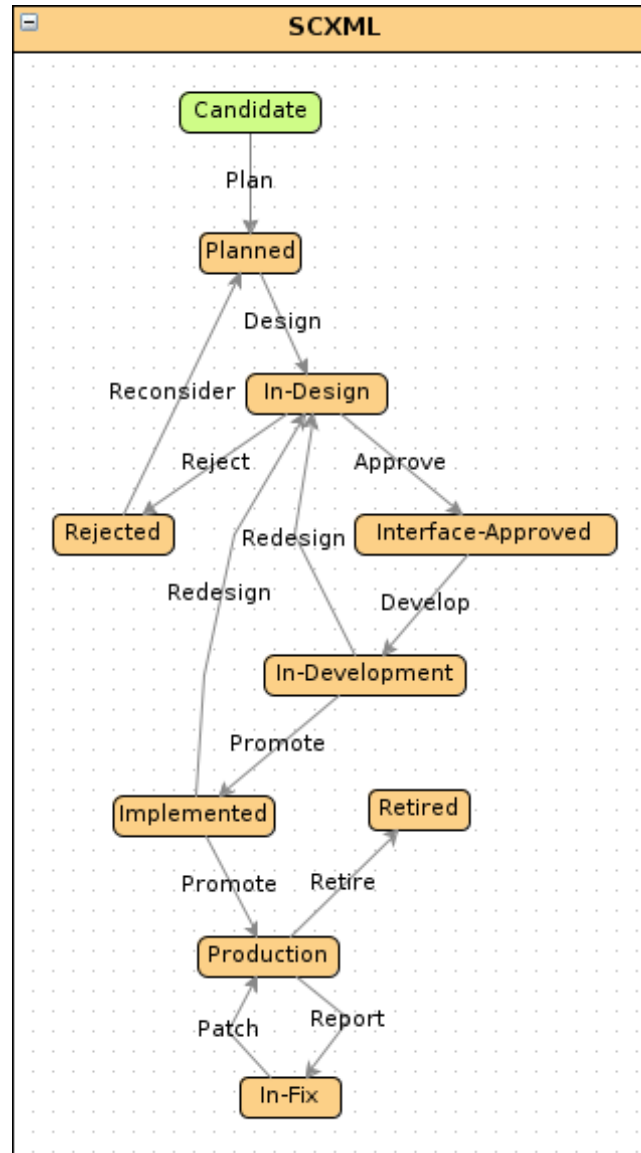 SCXML
Candidate
Plan
Planned
Design
Reconsider
In-Design
Reject
Approve
Rejected
Redesign
Interface-Approved
Redesign
Develop
In-Development
Promote
Implemented
Retired
Promote
Retire
Production
Patch
Report
In-Fix